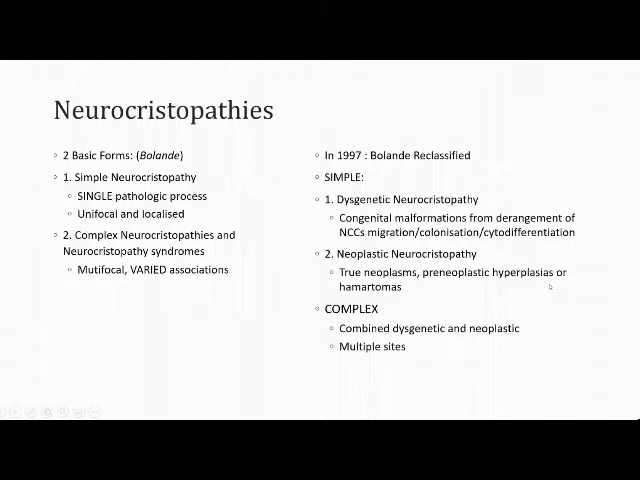 Neurocristopathies
2 Basic Forms: (Bolande)
1. Simple Neurocristopathy
SINGLE pathologic process
Unifocal and localised
2. Complex Neurocristopathies and
Neurocristopathy syndromes
Mutifocal, VARIED associations
In 1997 : Bolande Reclassified
SIMPLE:
1. Dysgenetic Neurocristopathy
Congenital malformations from derangement of
NCCs migration/colonisation/cytodifferentiation
2. Neoplastic Neurocristopathy
True neoplasms, preneoplastic hyperplasias or
hamartomas
COMPLEX
Combined dysgenetic and neoplastic
Multiple sites